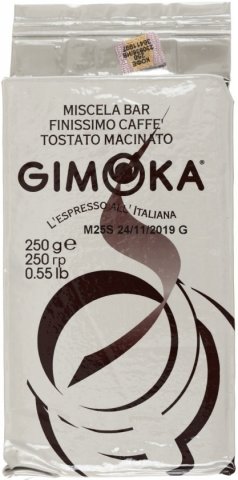 MISCELA BAR
FINISSIMO CAFFE'
TOSTATO MACINATO
GIMOKA®
L'ESPRESSO ALL' ITALIANA
M25S 24/11/2019 G
250 g e
250 гр
0.55 lb